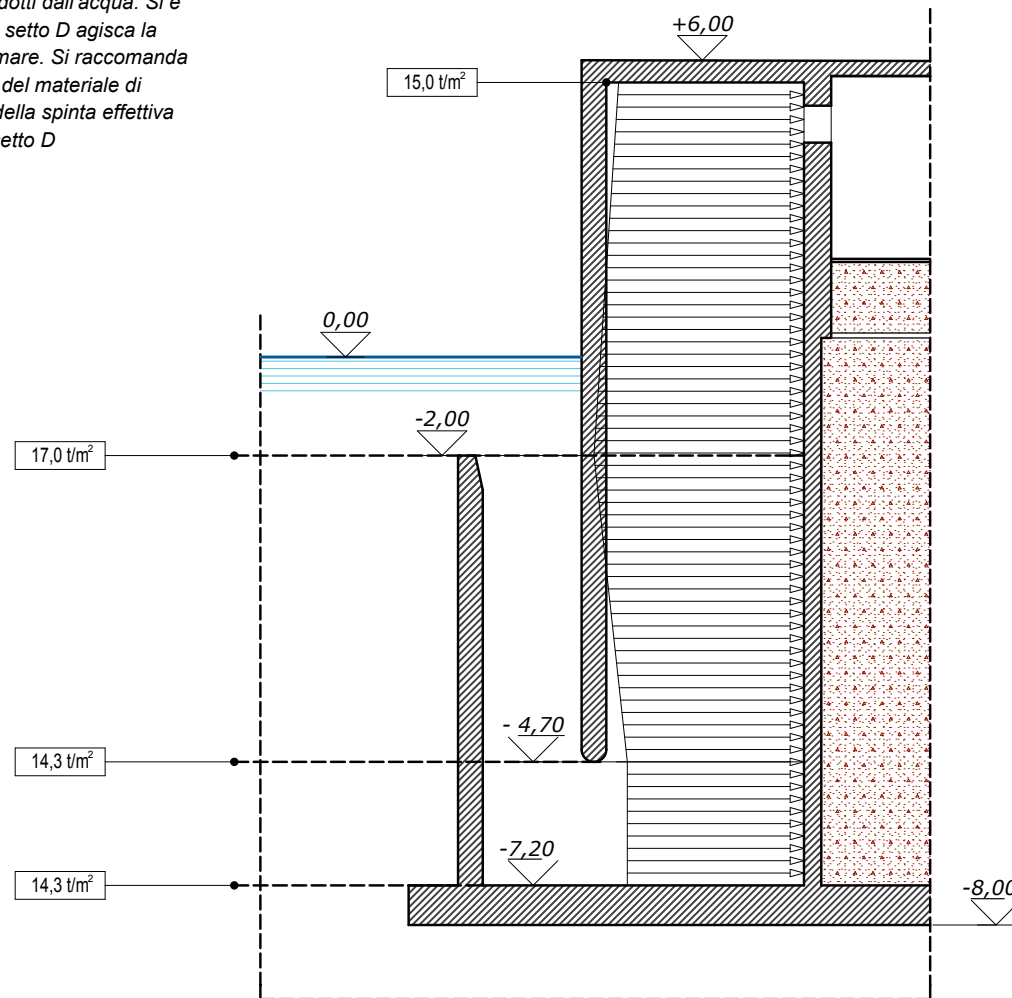 dotti dall'acqua. Si è
setto D agisca la
mare. Si raccomanda
del materiale di
della spinta effettiva
setto D
+6,00
15,0 t/m²
0,00
-2,00
17,0 t/m²
- 4,70
14,3 t/m²
-7,20
14,3 t/m²
-8,00